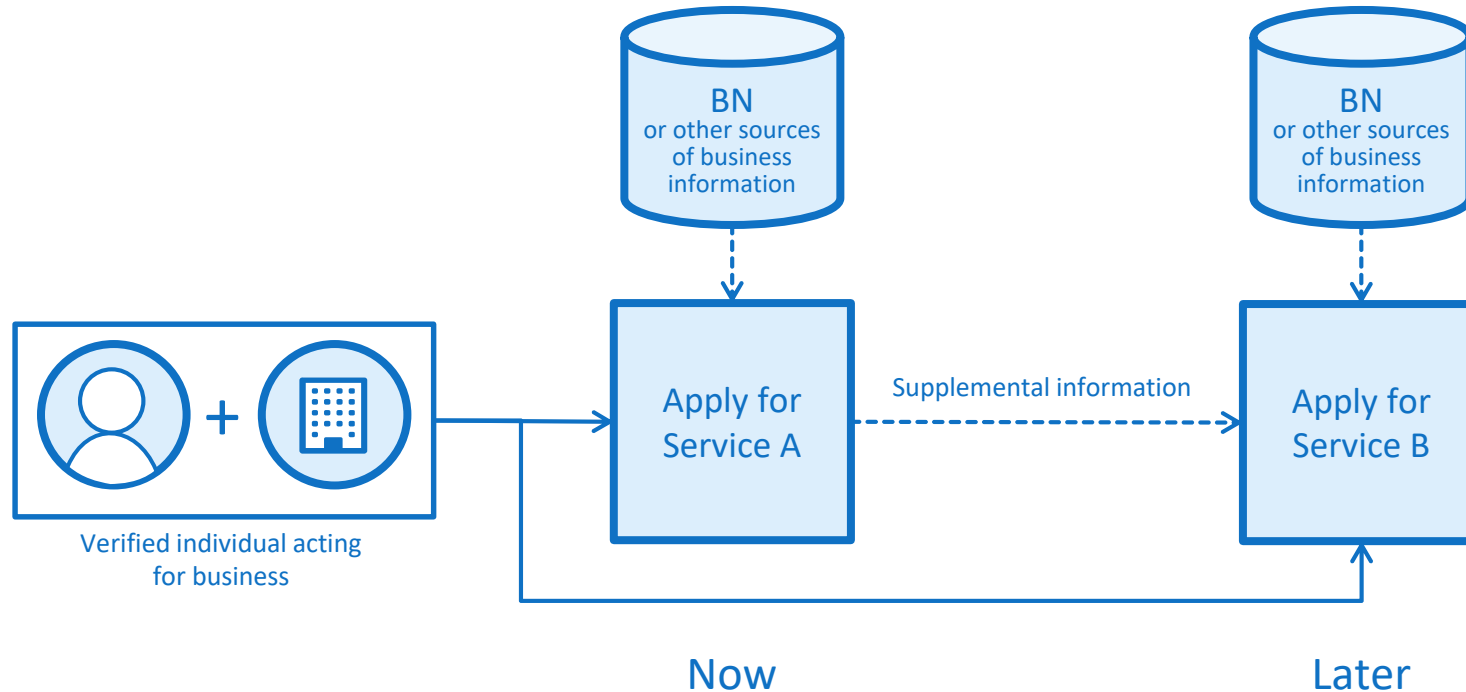 BN
or other sources
of business
information
BN
or other sources
of business
information
Apply for
Service A
Supplemental information
Apply for
Service B
Verified individual acting
for business
Now
Later